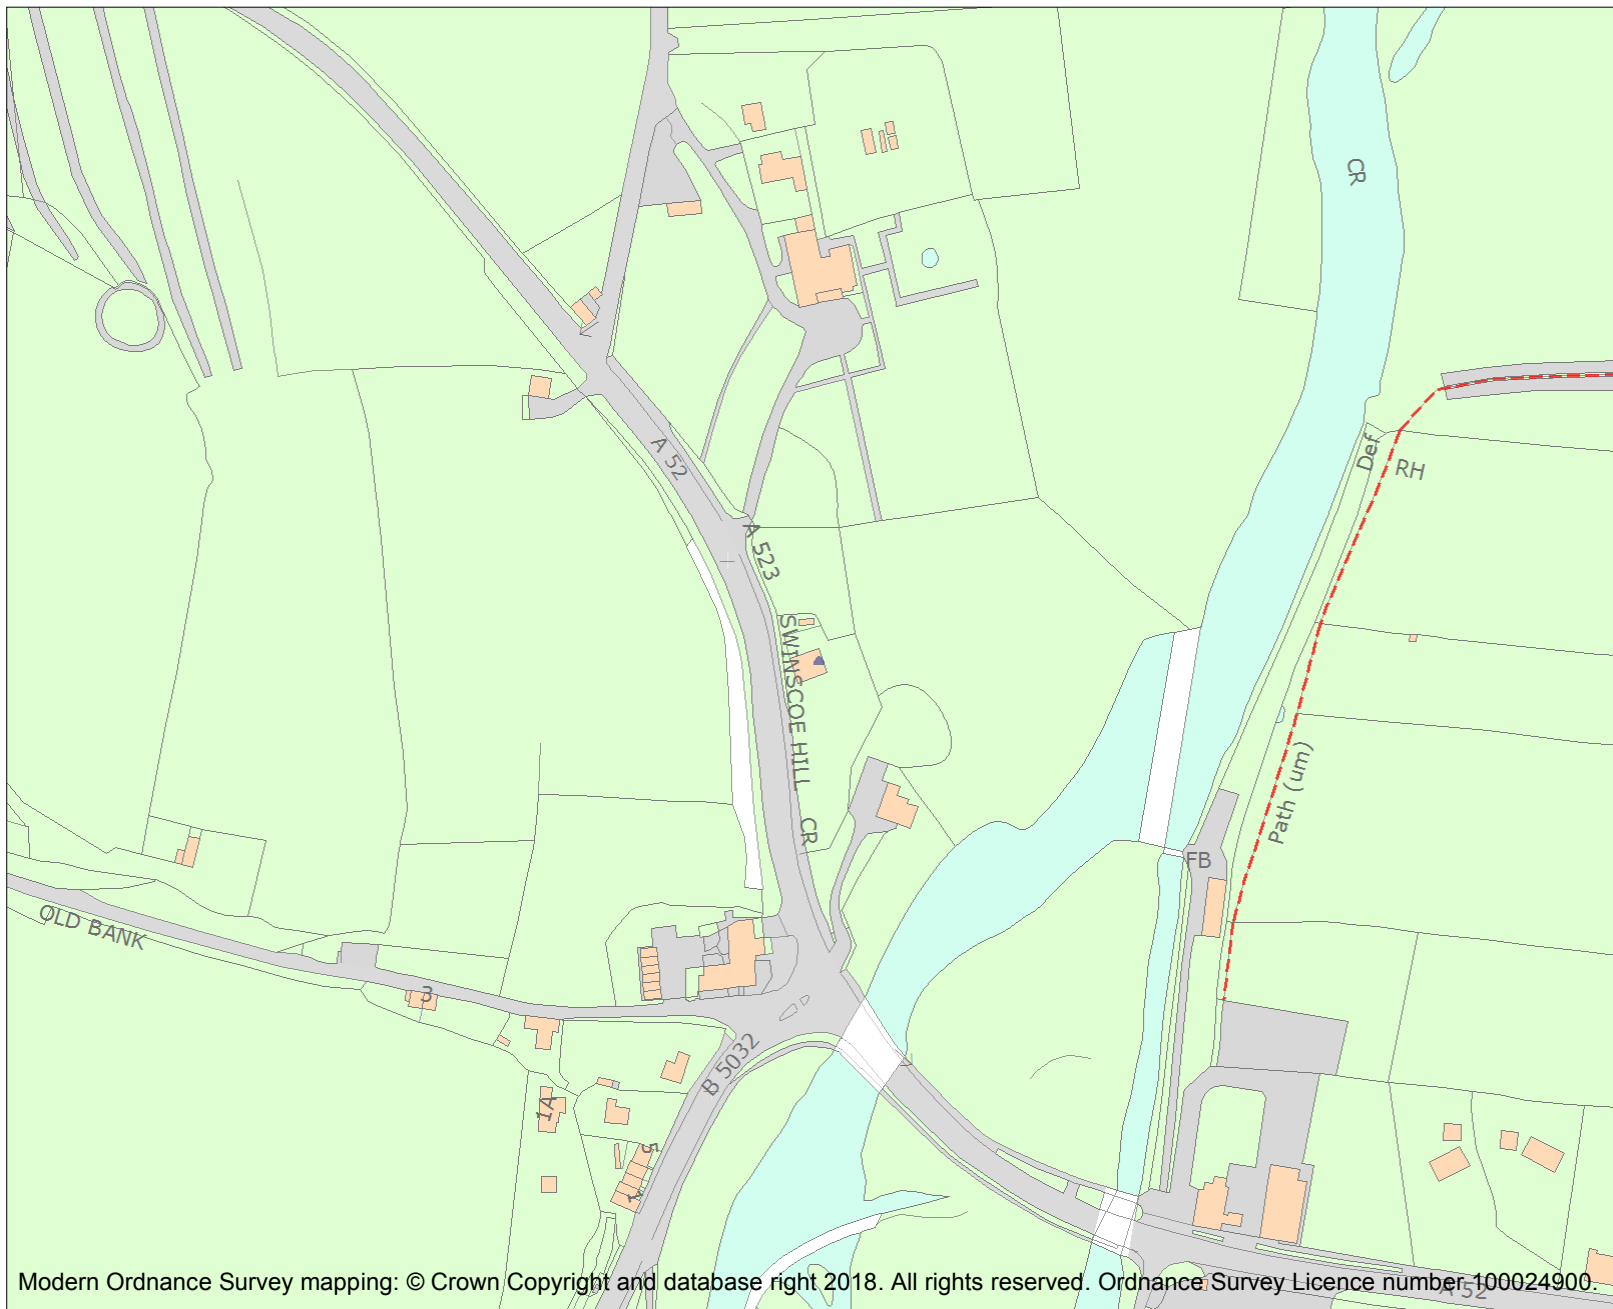 CR
A 52
Def
RH
A 523
SWINSCOE HILL
Path (um)
CR
FB
OLD BANK
3
B 5032
1A
5
Modern Ordnance Survey mapping: © Crown Copyright and database right 2018. All rights reserved. Ordnance Survey Licence number 100024900.
A 52